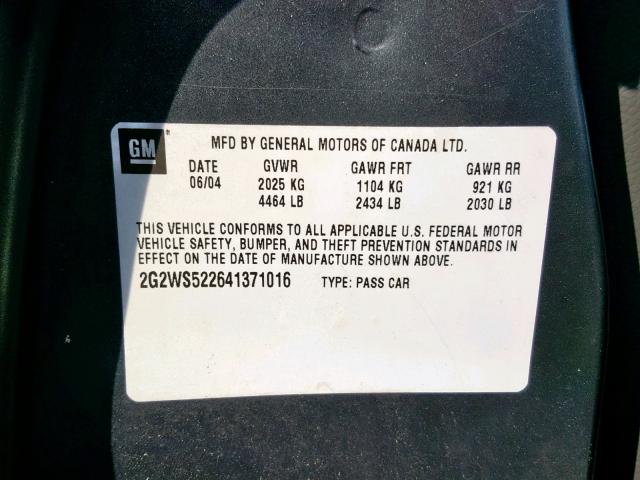 GM
MFD BY GENERAL MOTORS OF CANADA LTD.
DATE GVWR GAWR FRT GAWR RR
06/04 2025 KG 1104 KG 921 KG
4464 LB 2434 LB 2030 LB
THIS VEHICLE CONFORMS TO ALL APPLICABLE U.S. FEDERAL MOTOR
VEHICLE SAFETY, BUMPER, AND THEFT PREVENTION STANDARDS IN
EFFECT ON THE DATE OF MANUFACTURE SHOWN ABOVE.
2G2WS522641371016 TYPE: PASS CAR